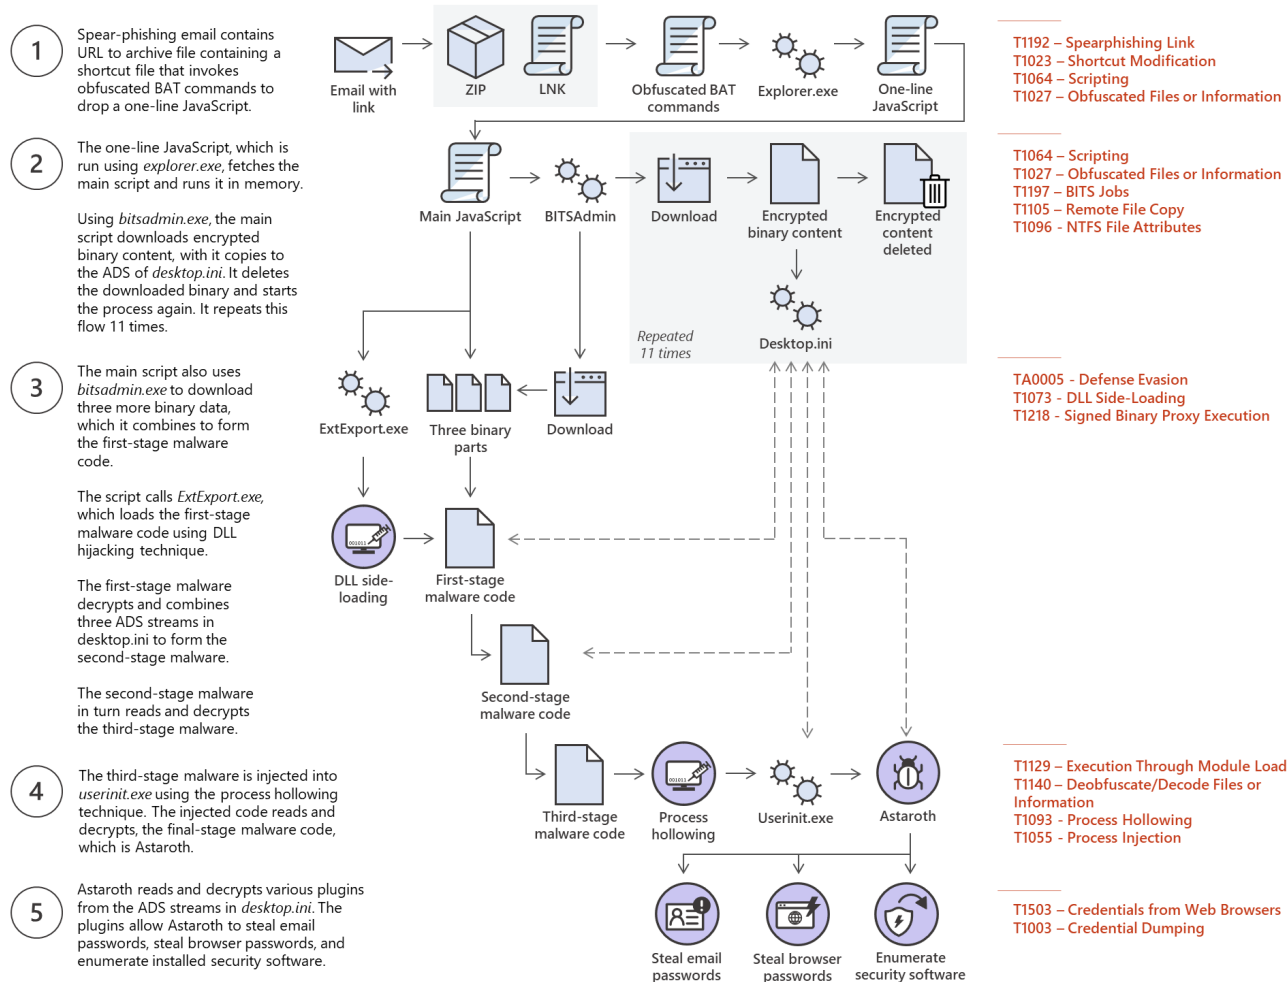 1
Spear-phishing email contains
URL to archive file containing a
shortcut file that invokes
obfuscated BAT commands to
drop a one-line JavaScript.
Email with
link
ZIP
LNK
Obfuscated BAT
commands
Explorer.exe
One-line
JavaScript
T1192 – Spearphishing Link
T1023 – Shortcut Modification
T1064 – Scripting
T1027 – Obfuscated Files or Information
2
The one-line JavaScript, which is
run using explorer.exe, fetches the
main script and runs it in memory.
Using bitsadmin.exe, the main
script downloads encrypted
binary content, with it copies to
the ADS of desktop.ini. It deletes
the downloaded binary and starts
the process again. It repeats this
flow 11 times.
Main JavaScript
BITSAdmin
Download
Encrypted
binary content
Encrypted
content
deleted
Desktop.ini
Repeated
11 times
T1064 – Scripting
T1027 – Obfuscated Files or Information
T1197 – BITS Jobs
T1105 – Remote File Copy
T1096 - NTFS File Attributes
3
The main script also uses
bitsadmin.exe to download
three more binary data,
which it combines to form
the first-stage malware
code.
The script calls ExtExport.exe,
which loads the first-stage
malware code using DLL
hijacking technique.
The first-stage malware
decrypts and combines
three ADS streams in
desktop.ini to form the
second-stage malware.
The second-stage malware
in turn reads and decrypts
the third-stage malware.
ExtExport.exe
Three binary
parts
Download
001011
DLL side-
loading
First-stage
malware code
Second-stage
malware code
TA0005 - Defense Evasion
T1073 – DLL Side-Loading
T1218 – Signed Binary Proxy Execution
4
The third-stage malware is injected into
userinit.exe using the process hollowing
technique. The injected code reads and
decrypts, the final-stage malware code,
which is Astaroth.
Third-stage
malware code
001011
Process
hollowing
Userinit.exe
Astaroth
T1129 – Execution Through Module Load
T1140 – Deobfuscate/Decode Files or
Information
T1093 – Process Hollowing
T1055 – Process Injection
5
Astaroth reads and decrypts various plugins
from the ADS streams in desktop.ini. The
plugins allow Astaroth to steal email
passwords, steal browser passwords, and
enumerate installed security software.
Steal email
passwords
Steal browser
passwords
Enumerate
security software
T1503 – Credentials from Web Browsers
T1003 – Credential Dumping